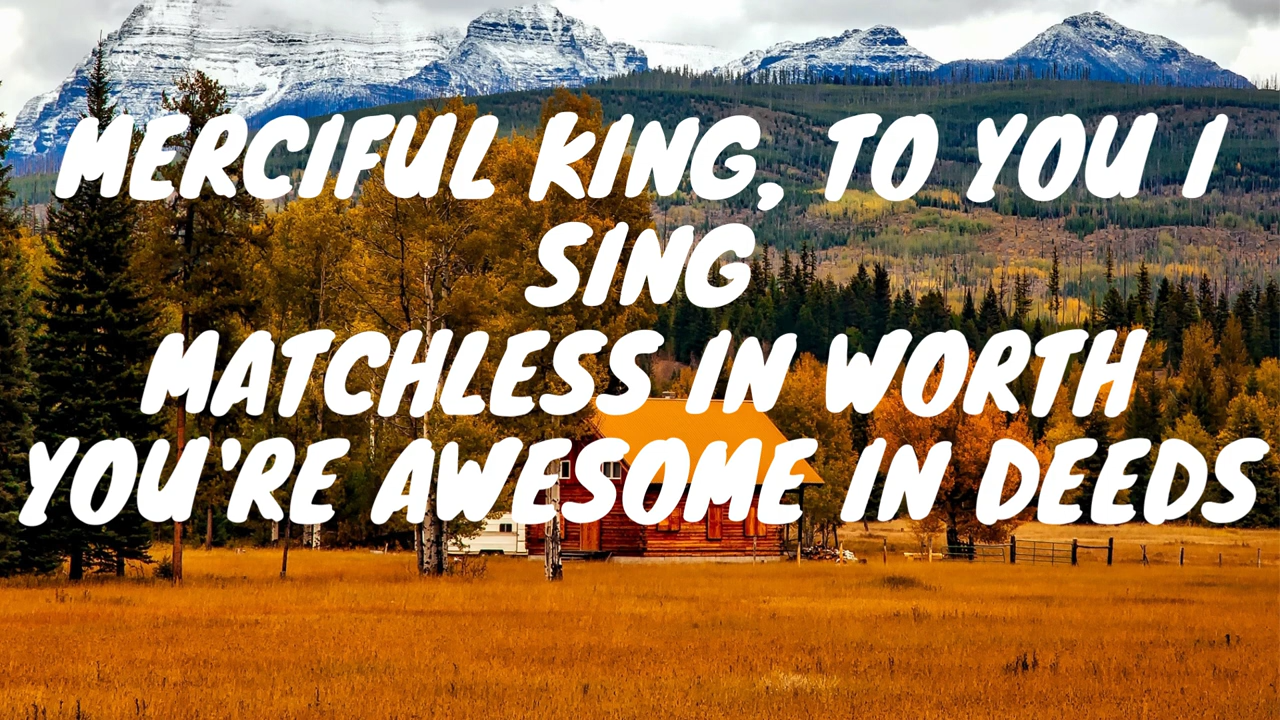 MERCIFUL KING, TO YOU I
SING
MATCHLESS IN WORTH
YOU'RE AWESOME IN DEEDS